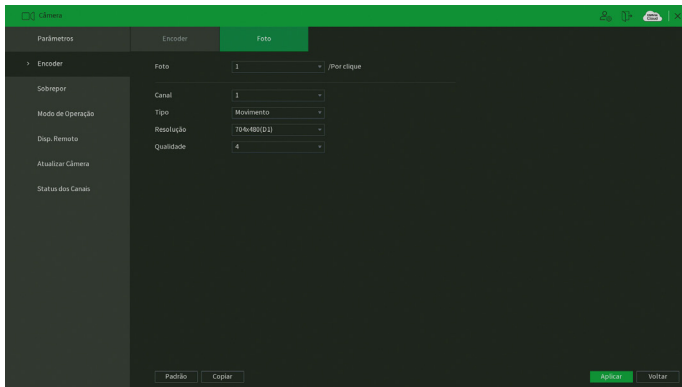 Câmera
Parâmetros
Encoder
Foto
> Encoder
Foto
1
/Por clique
Sobrepor
Canal
1
Modo de Operação
Tipo
Movimento
Resolução
704x480(D1)
Disp. Remoto
Qualidade
4
Atualizar Câmera
Status dos Canais
Padrão
Copiar
Aplicar
Voltar